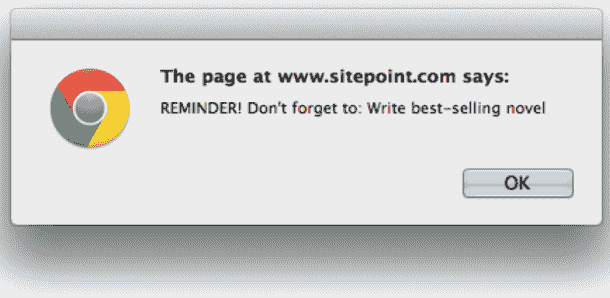 The page at www.sitepoint.com says:
REMINDER! Don't forget to: Write best-selling novel
OK